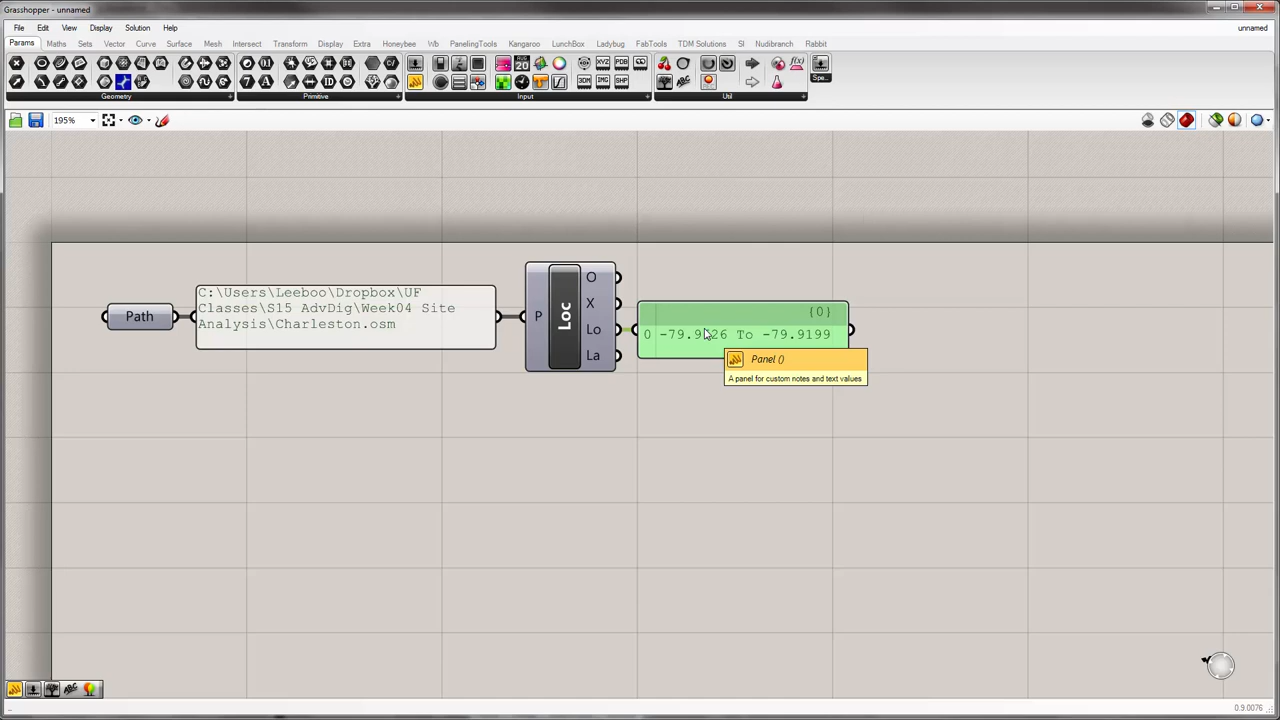 Grasshopper - unnamed
File Edit View Display Solution Help
unnamed
Params Maths Sets Vector Curve Surface Mesh Intersect Transform Display Extra Honeybee Wb PanelingTools Kangaroo LunchBox Ladybug FabTools TDM Solutions SI Nudibranch Rabbit
Geometry Primitive Input Util Spe...
195%
Path
C:\Users\Leeboo\Dropbox\UF
Classes\S15 AdvDig\Week04 Site
Analysis\Charleston.osm
P
Loc
O
X
Lo
La
{0}
0 To -79.9199
Panel ()
A panel for custom notes and text values
0.9.0076